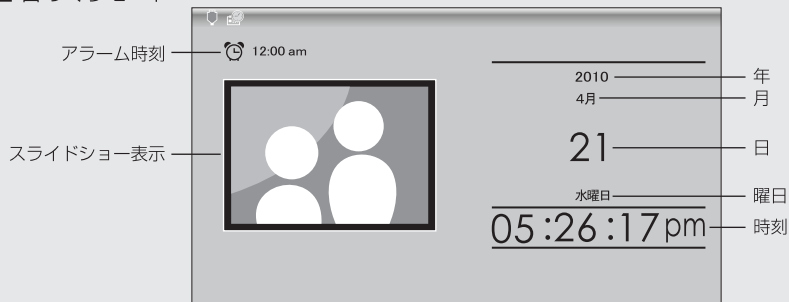 アラーム時刻
12:00 am
スライドショー表示
2010
年
4月
月
21
日
水曜日
曜日
05:26:17pm
時刻